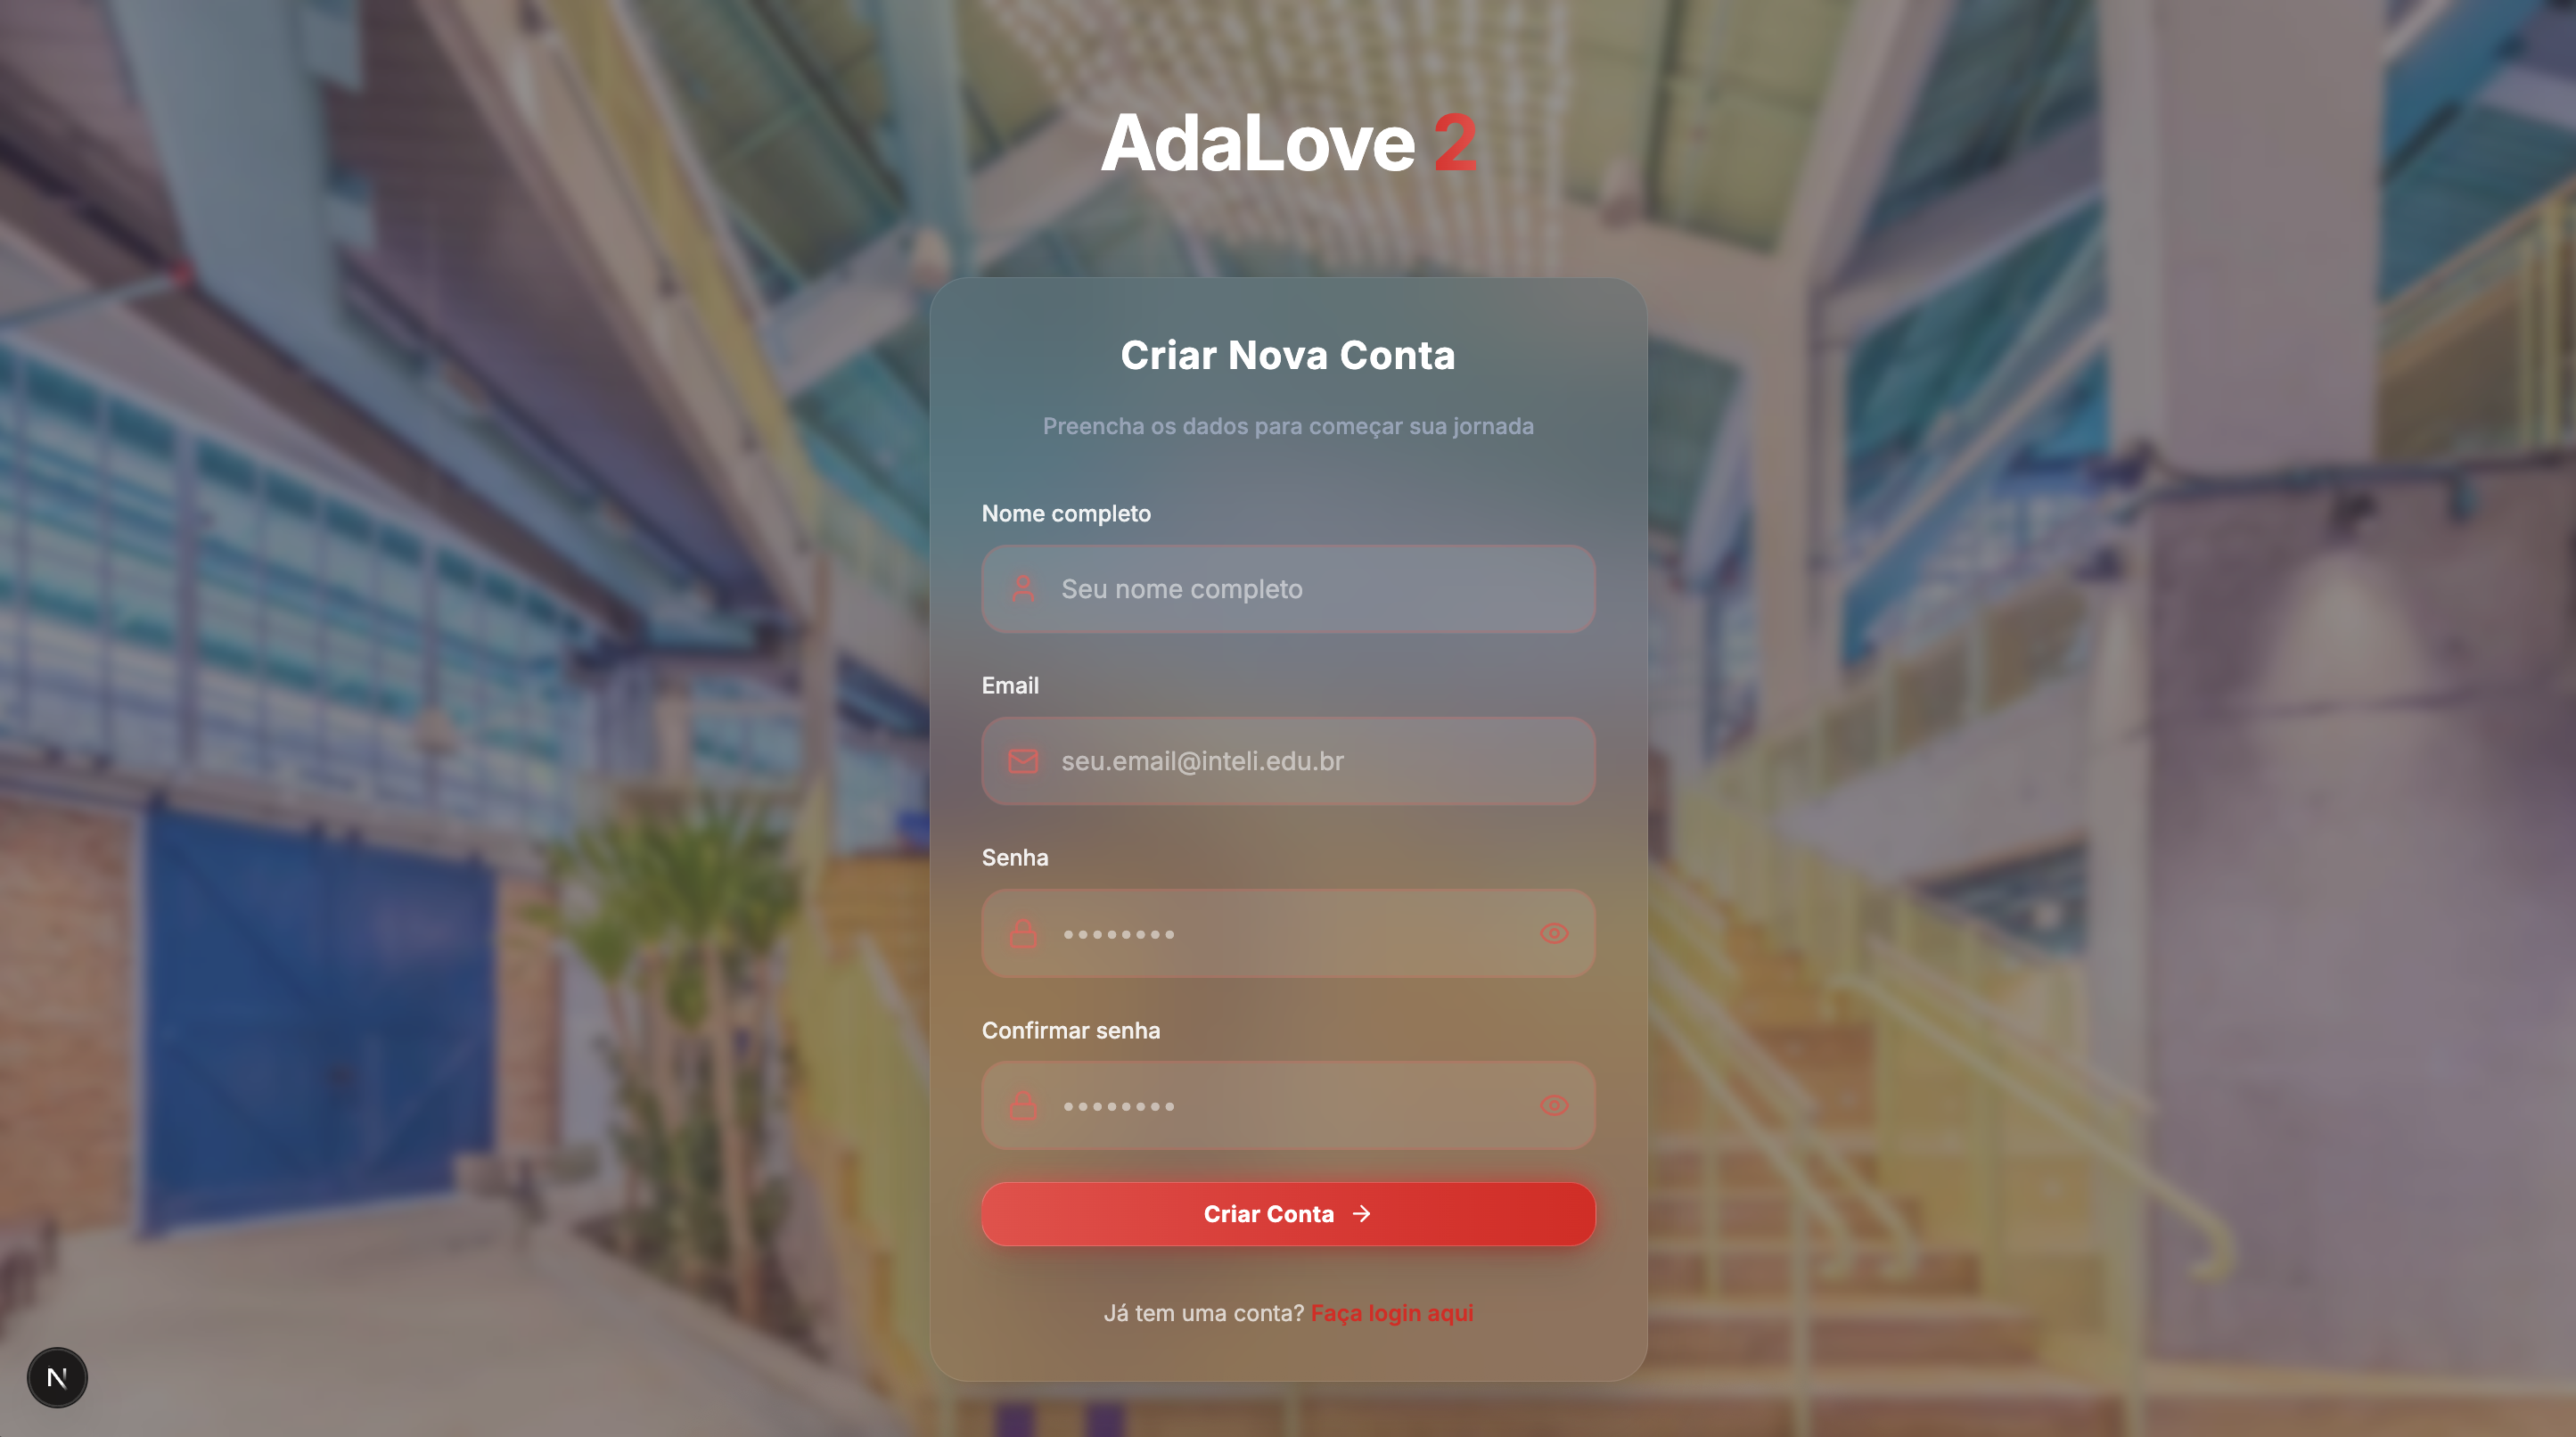 AdaLove 2
Criar Nova Conta
Preencha os dados para começar sua jornada
Nome completo
Seu nome completo
Email
seu.email@inteli.edu.br
Senha
••••••••
Confirmar senha
••••••••
Criar Conta →
Já tem uma conta? Faça login aqui
N